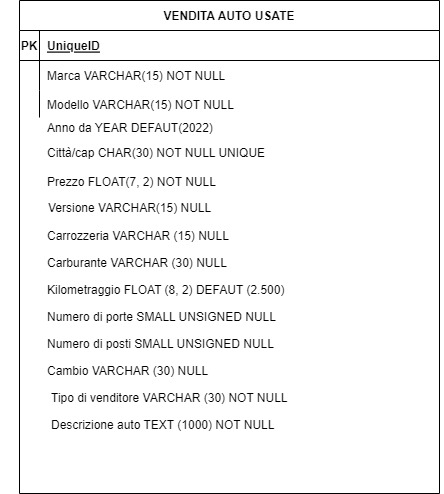 VENDITA AUTO USATE
PK UniqueID
Marca VARCHAR(15) NOT NULL
Modello VARCHAR(15) NOT NULL
Anno da YEAR DEFAUT(2022)
Città/cap CHAR(30) NOT NULL UNIQUE
Prezzo FLOAT(7, 2) NOT NULL
Versione VARCHAR(15) NULL
Carrozzeria VARCHAR (15) NULL
Carburante VARCHAR (30) NULL
Kilometraggio FLOAT (8, 2) DEFAUT (2.500)
Numero di porte SMALL UNSIGNED NULL
Numero di posti SMALL UNSIGNED NULL
Cambio VARCHAR (30) NULL
Tipo di venditore VARCHAR (30) NOT NULL
Descrizione auto TEXT (1000) NOT NULL